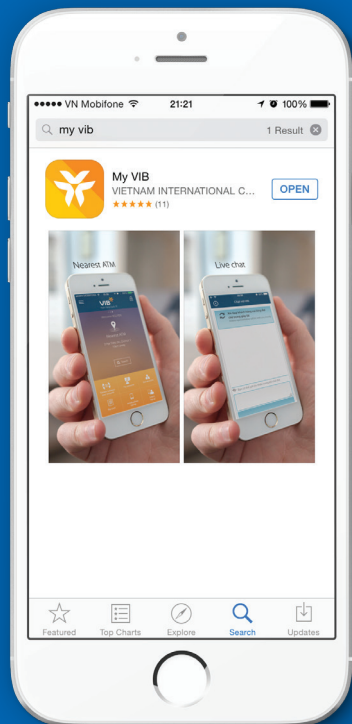 VN Mobifone
21:21
100%
my vib
1 Result
My VIB
VIETNAM INTERNATIONAL C...
(11)
OPEN
Nearest ATM
Live chat
VIB
Featured
Top Charts
Explore
Search
Updates